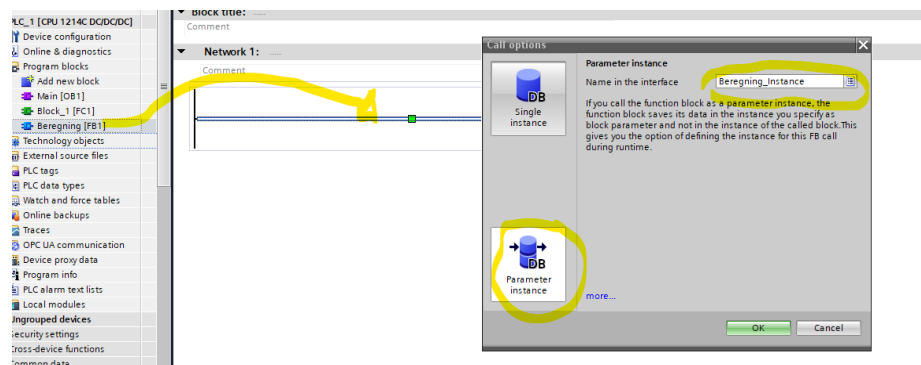 Block title: .....
Comment
Network 1: .....
Comment
PLC_1 [CPU 1214C DC/DC/DC]
Device configuration
Online & diagnostics
Program blocks
Add new block
Main [OB1]
Block_1 [FC1]
Beregning [FB1]
Technology objects
External source files
PLC tags
PLC data types
Watch and force tables
Online backups
Traces
OPC UA communication
Device proxy data
Program info
PLC alarm text lists
Local modules
Ungrouped devices
Security settings
Cross-device functions
Common data
Call options
DB
Single
instance
DB
Parameter
instance
Parameter instance
Name in the interface
Beregning_Instance
If you call the function block as a parameter instance, the
function block saves its data in the instance you specify as
block parameter and not in the instance of the called block.This
gives you the option of defining the instance for this FB call
during runtime.
more...
OK
Cancel